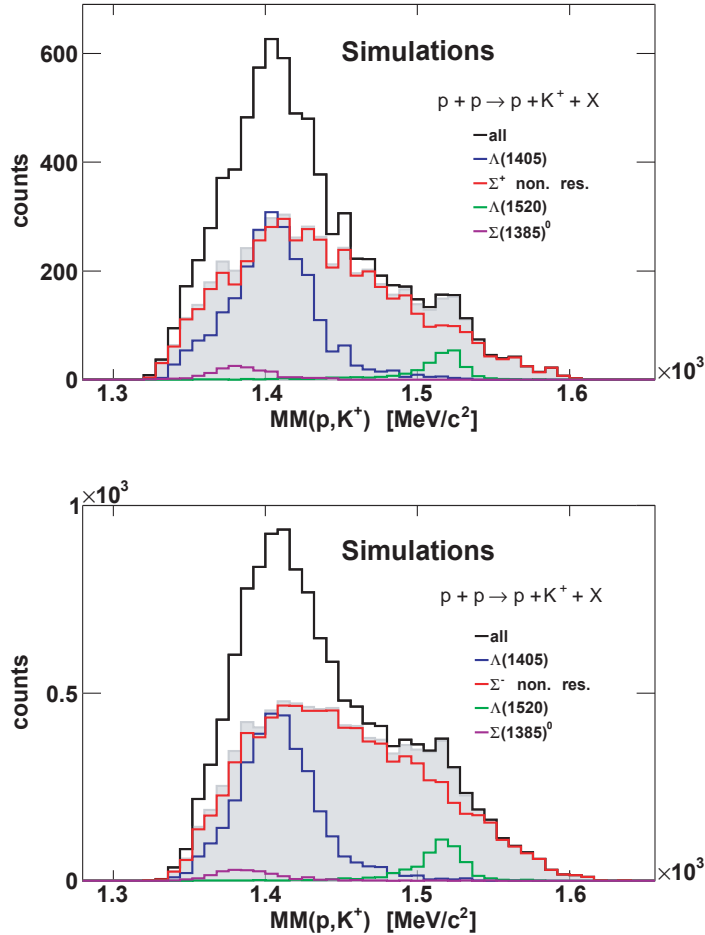 600
Simulations
p + p → p + K⁺ + X
all
Λ(1405)
Σ⁺ non. res.
Λ(1520)
Σ(1385)⁰
400
200
0
counts
1.3 1.4 1.5 1.6
×10³
MM(p,K⁺) [MeV/c²]
1
×10³
Simulations
p + p → p + K⁺ + X
all
Λ(1405)
Σ⁻ non. res.
Λ(1520)
Σ(1385)⁰
0.5
0
counts
1.3 1.4 1.5 1.6
×10³
MM(p,K⁺) [MeV/c²]